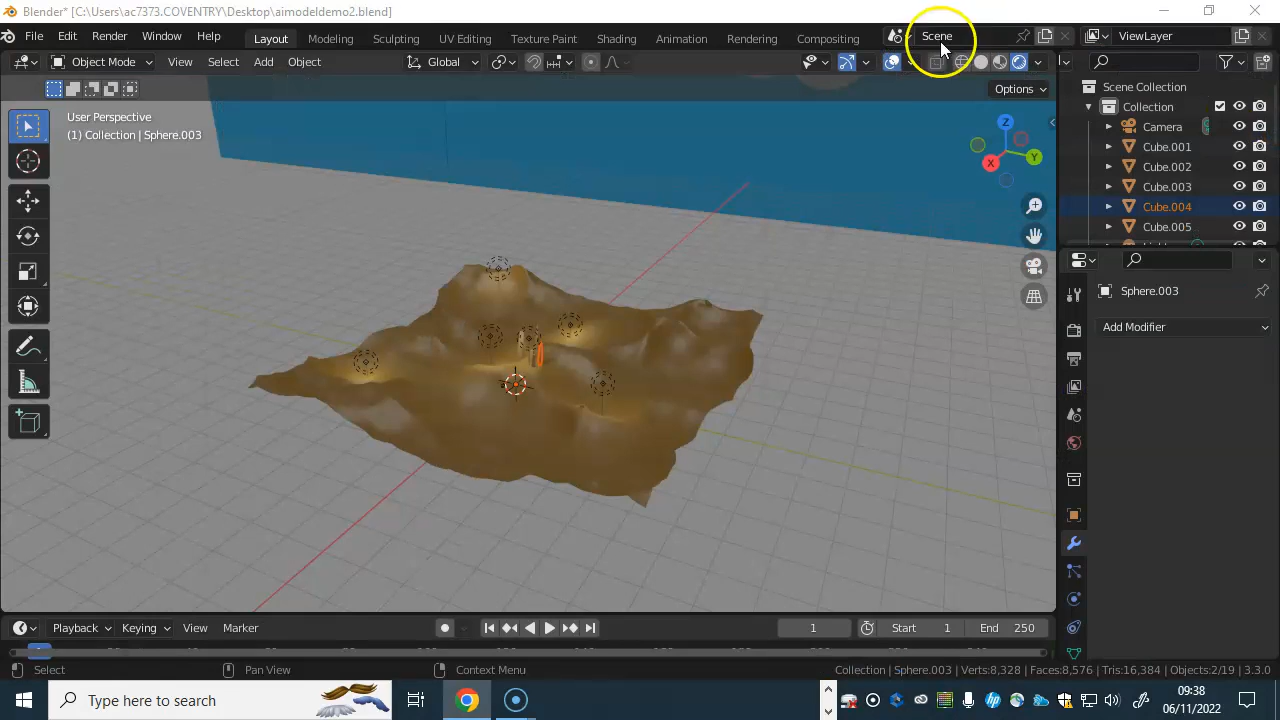 Blender* [C:\Users\ac7373.COVENTRY\Desktop\aimodeldemo2.blend]
File Edit Render Window Help Layout Modeling Sculpting UV Editing Texture Paint Shading Animation Rendering Compositing Scene ViewLayer
Object Mode View Select Add Object Global
Options
User Perspective
(1) Collection | Sphere.003
Z
Y
X
Scene Collection
Collection
Camera
Cube.001
Cube.002
Cube.003
Cube.004
Cube.005
Sphere.003
Add Modifier
Playback Keying View Marker 1 Start 1 End 250
Select Pan View Context Menu Collection | Sphere.003 | Verts:8,328 | Faces:8,576 | Tris:16,384 | Objects:2/19 | 3.3.0
Type here to search
hp
09:38
06/11/2022